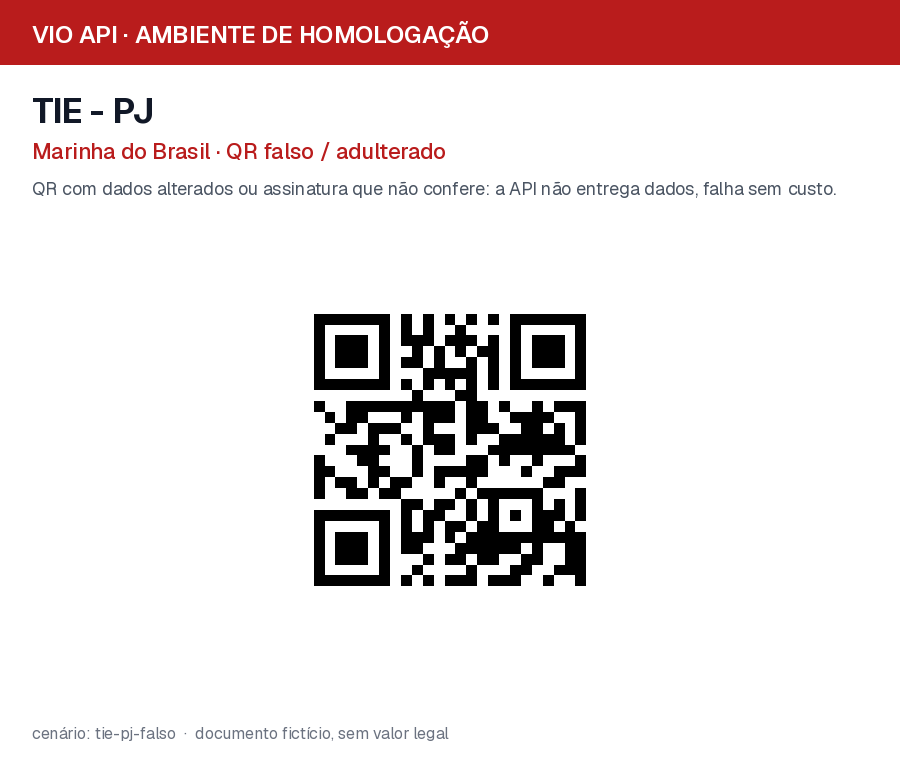 VIO API · AMBIENTE DE HOMOLOGAÇÃO
TIE - PJ
Marinha do Brasil · QR falso / adulterado
QR com dados alterados ou assinatura que não confere: a API não entrega dados, falha sem custo.
cenário: tie-pj-falso · documento fictício, sem valor legal